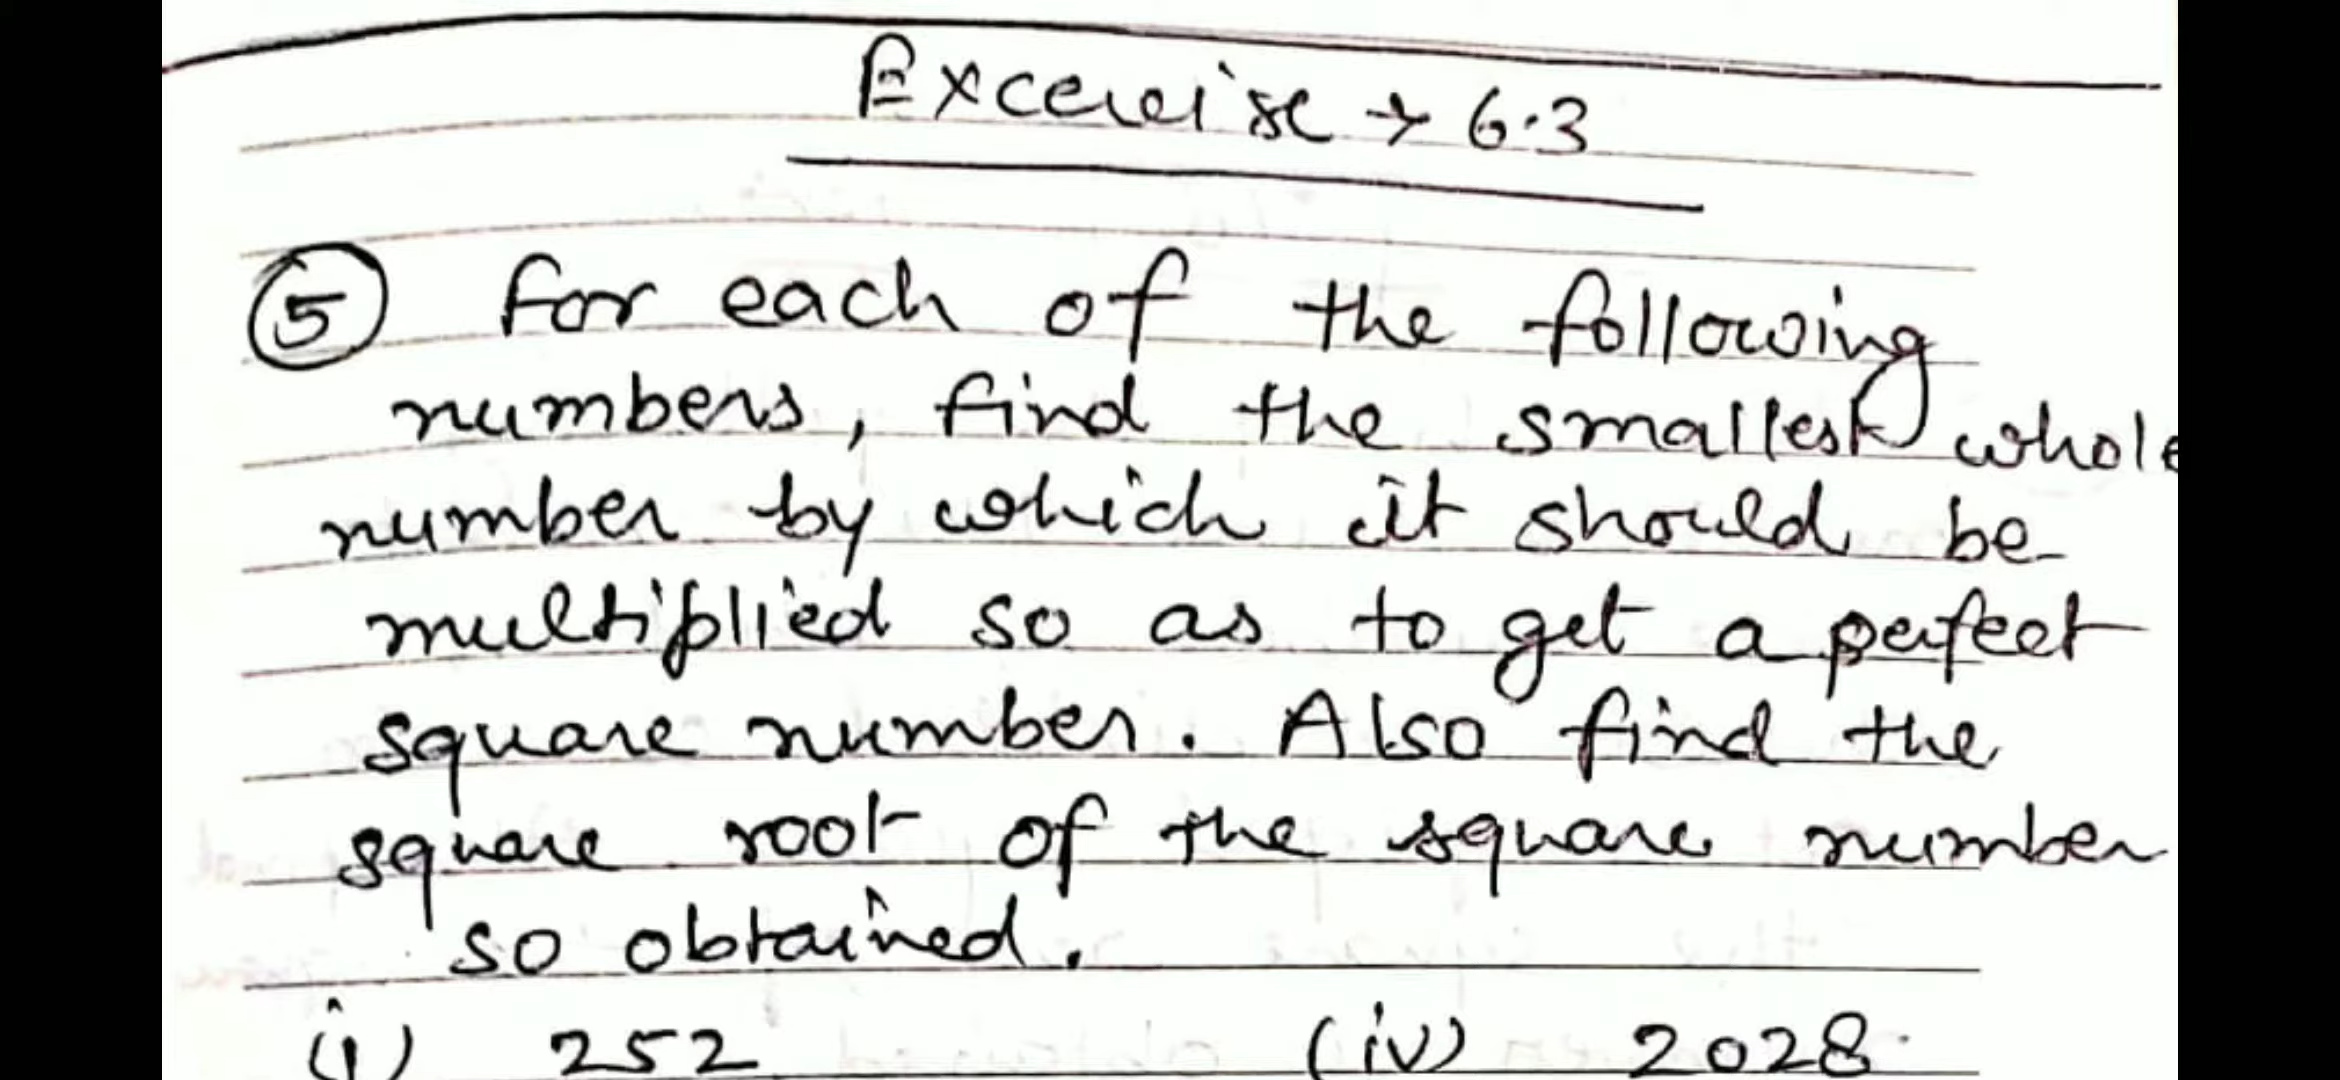 Excercise → 6.3
5 for each of the following
numbers, find the smallest whole
number by which it should be
multiplied so as to get a perfect
square number. Also find the
square root of the square number
so obtained.
(i) 252 (iv) 2028